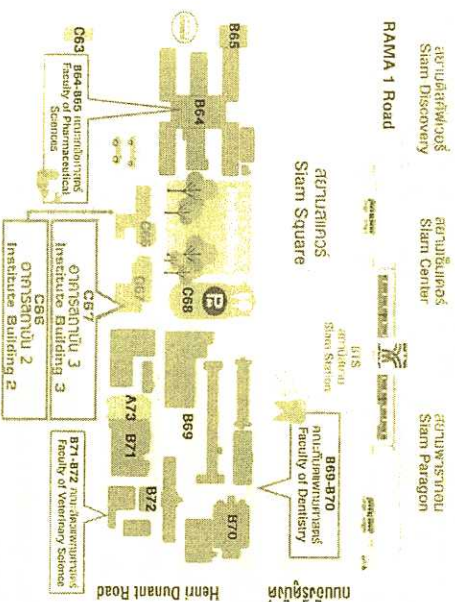 สยามดิสคัฟเวอรี่
Siam Discovery
สยามเซ็นเตอร์
Siam Center
สยามพารากอน
Siam Paragon
RAMA 1 Road
BTS
สถานีสยาม
Siam Station
สยามสแควร์
Siam Square
B69-B70
คณะทันตแพทยศาสตร์
Faculty of Dentistry
B65
B64
C63
B64-B65 คณะเภสัชศาสตร์
Faculty of Pharmaceutical
Sciences
C66
C67
C68
B69
B70
A73
B71
B72
C67
อาคารสถาบัน 3
Institute Building 3
C66
อาคารสถาบัน 2
Institute Building 2
B71-B72 คณะสัตวแพทยศาสตร์
Faculty of Veterinary Science
ถนนอังรีดูนังต์
Henri Dunant Road